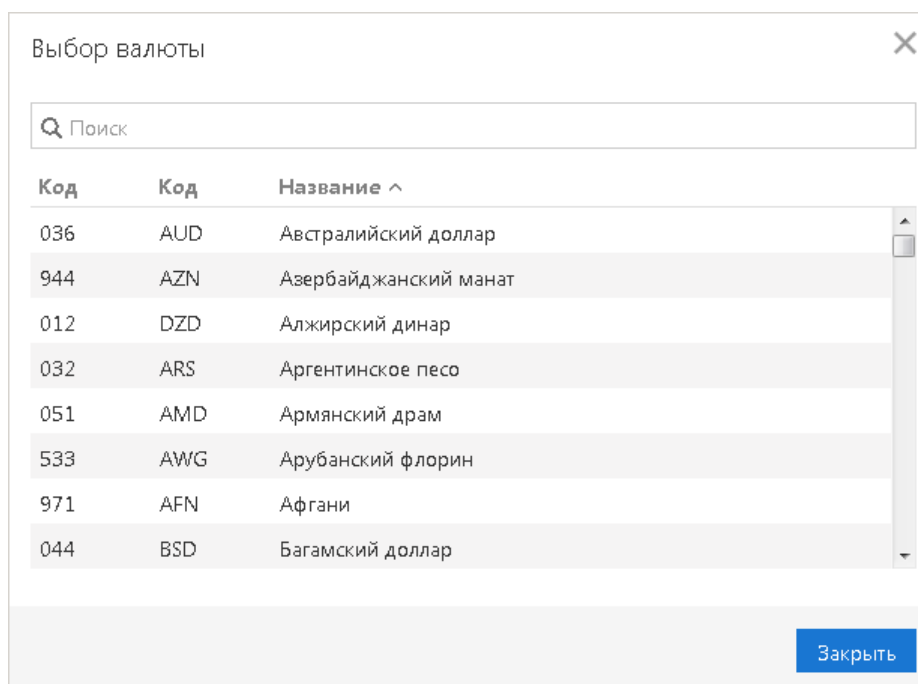 Выбор валюты
Поиск
Код Код Название
036 AUD Австралийский доллар
944 AZN Азербайджанский манат
012 DZD Алжирский динар
032 ARS Аргентинское песо
051 AMD Армянский драм
533 AWG Арубанский флорин
971 AFN Афгани
044 BSD Багамский доллар
Закрыть